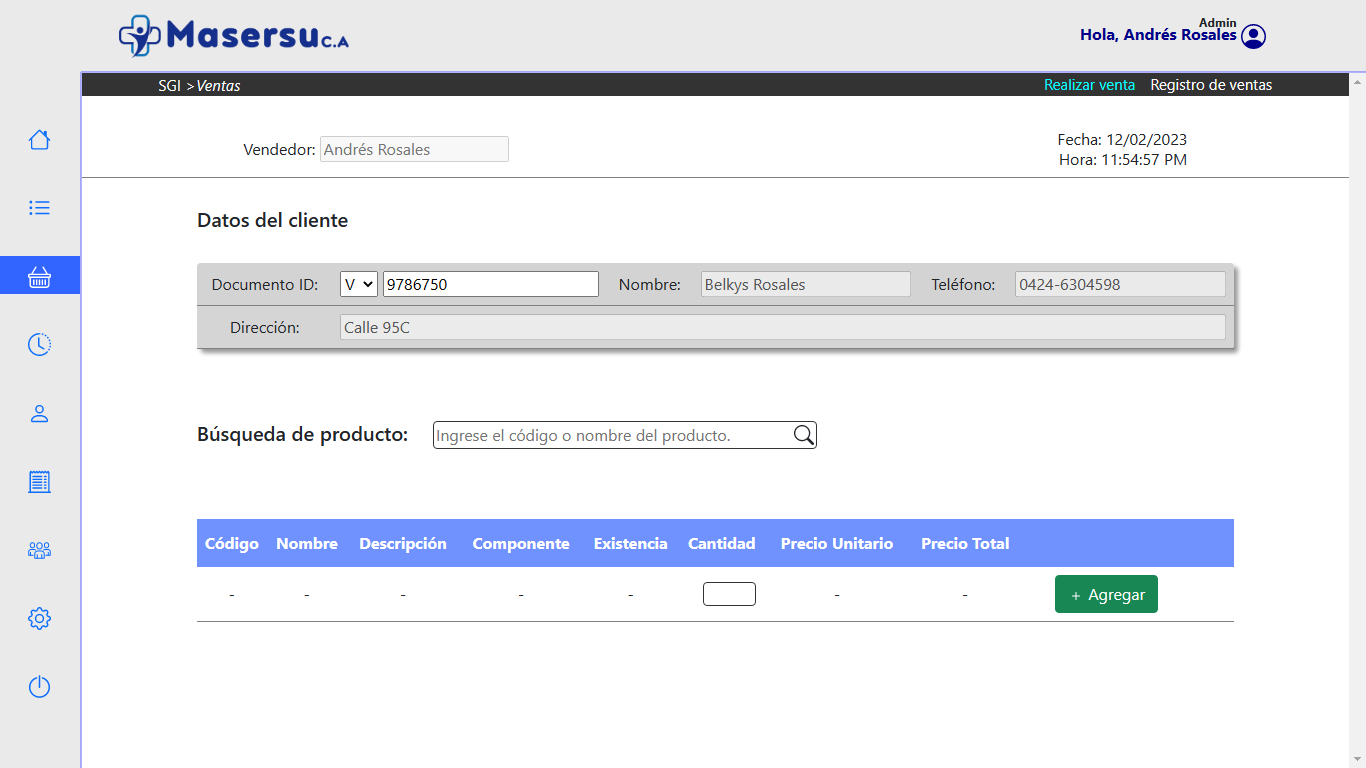 Masersu C.A
Admin
Hola, Andrés Rosales
SGI >Ventas
Realizar venta Registro de ventas
Vendedor: Andrés Rosales
Fecha: 12/02/2023
Hora: 11:54:57 PM
Datos del cliente
Documento ID: V 9786750 Nombre: Belkys Rosales Teléfono: 0424-6304598
Dirección: Calle 95C
Búsqueda de producto: Ingrese el código o nombre del producto.
Código Nombre Descripción Componente Existencia Cantidad Precio Unitario Precio Total
- - - - - - - + Agregar